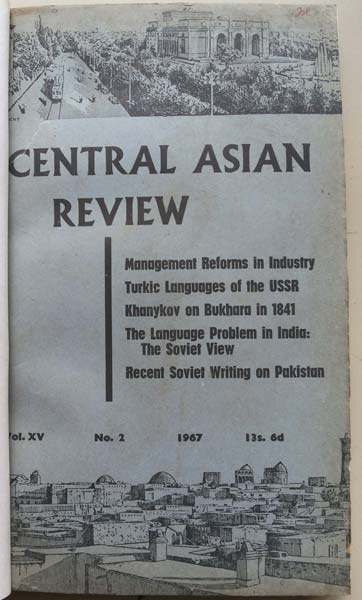 CENTRAL ASIAN
REVIEW
Management Reforms in Industry
Turkic Languages of the USSR
Khanykov on Bukhara in 1841
The Language Problem in India:
The Soviet View
Recent Soviet Writing on Pakistan
Vol. XV No. 2 1967 13s. 6d